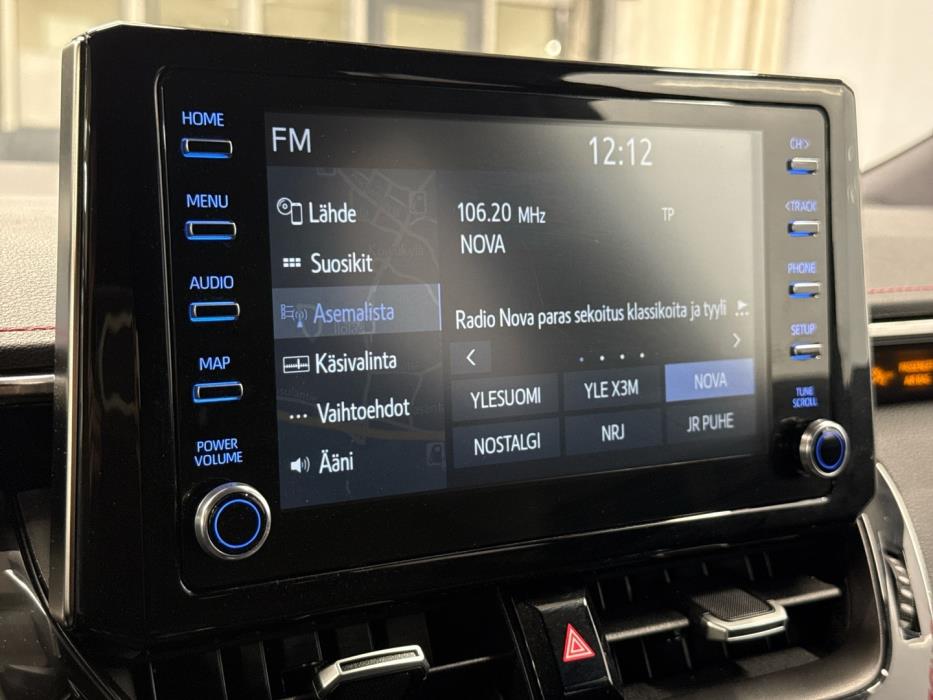 HOME
MENU
AUDIO
MAP
POWER
VOLUME
FM
12:12
Lähde
Suosikit
Asemalista
Käsivalinta
Vaihtoehdot
Ääni
106.20 MHz
TP
NOVA
Radio Nova paras sekoitus klassikoita ja tyyli
YLESUOMI
YLE X3M
NOVA
NOSTALGI
NRJ
JR PUHE
CH>
<TRACK
PHONE
SETUP
TUNE
SCROLL